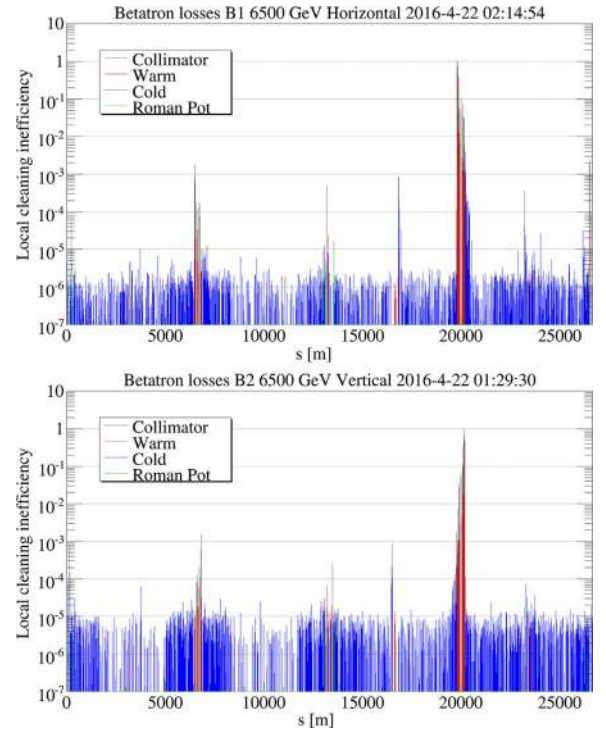 Betatron losses B1 6500 GeV Horizontal 2016-4-22 02:14:54
Local cleaning inefficiency
10
1
10-1
10-2
10-3
10-4
10-5
10-6
10-7
Collimator
Warm
Cold
Roman Pot
0 5000 10000 15000 20000 25000
s [m]
Betatron losses B2 6500 GeV Vertical 2016-4-22 01:29:30
Local cleaning inefficiency
10
1
10-1
10-2
10-3
10-4
10-5
10-6
10-7
Collimator
Warm
Cold
Roman Pot
0 5000 10000 15000 20000 25000
s [m]